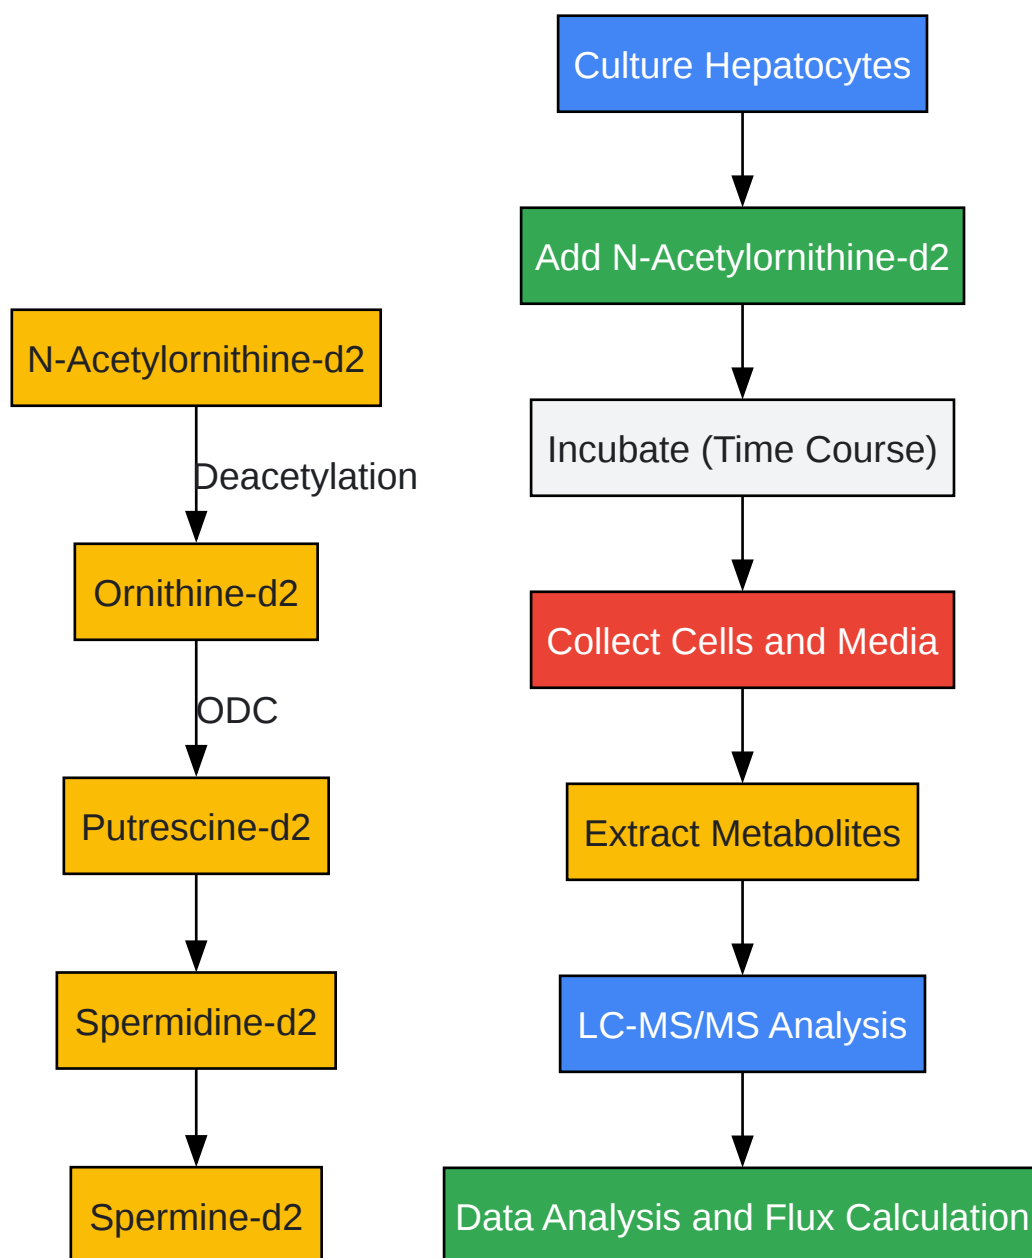 N-Acetylornithine-d2
Deacetylation
Ornithine-d2
ODC
Putrescine-d2
Spermidine-d2
Spermine-d2
Culture Hepatocytes
Add N-Acetylornithine-d2
Incubate (Time Course)
Collect Cells and Media
Extract Metabolites
LC-MS/MS Analysis
Data Analysis and Flux Calculation